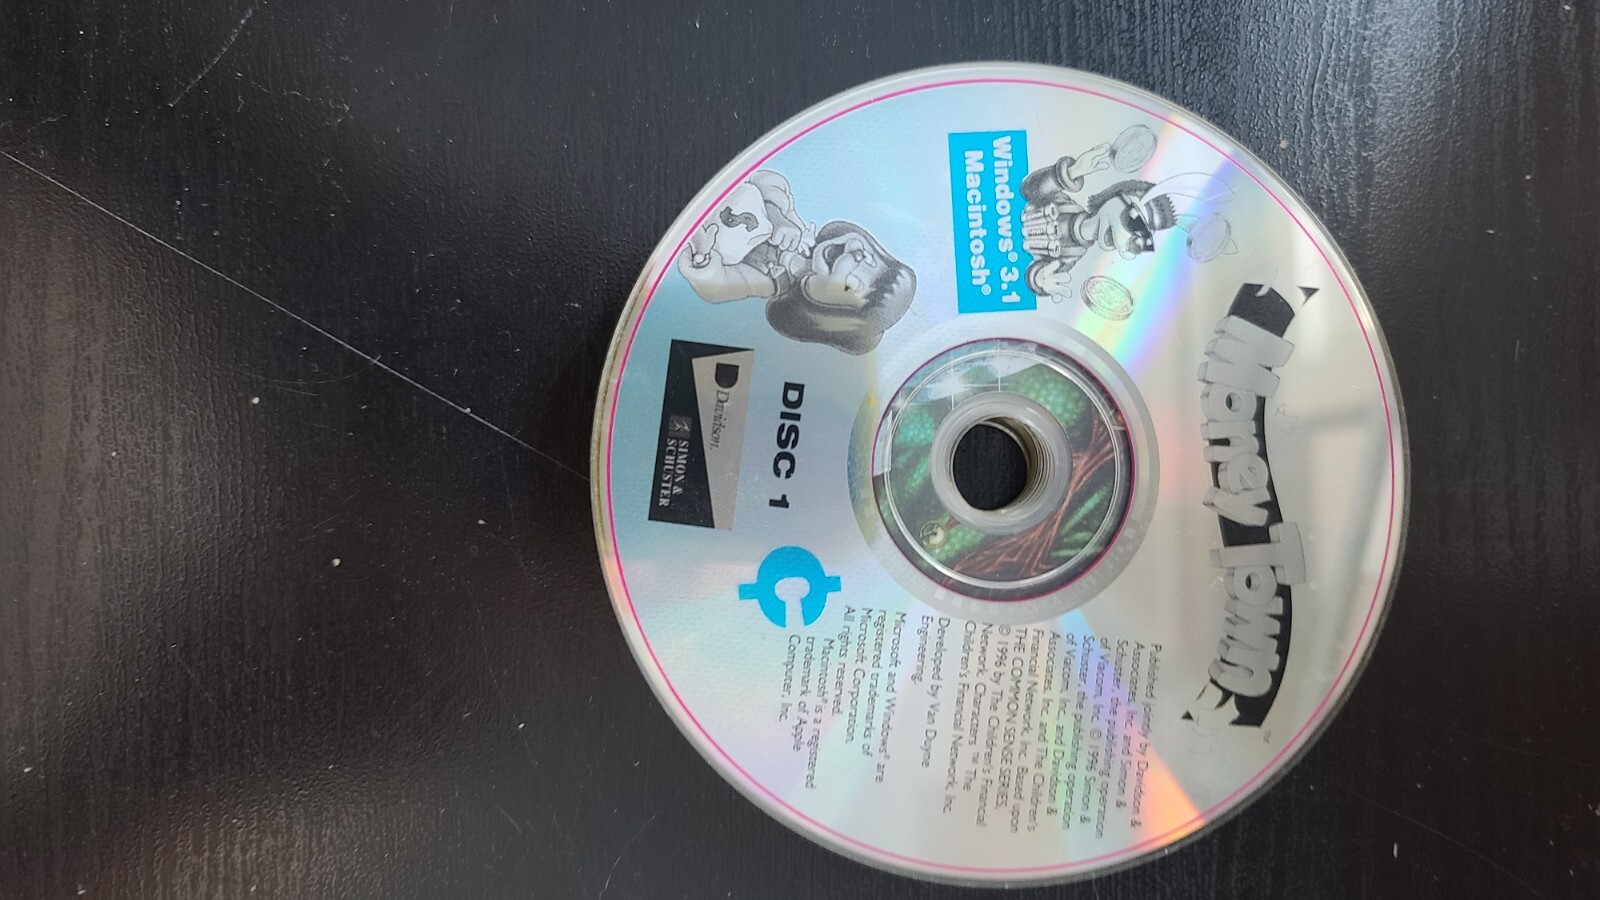 Money Town™
Windows® 3.1
Macintosh®
DISC 1
Davidson.
SIMON &
SCHUSTER
Published jointly by Davidson &
Associates, Inc. and Simon &
Schuster, the publishing operation
of Viacom, Inc. © 1996 Simon &
Schuster, the publishing operation
of Viacom, Inc. and Davidson &
Associates, Inc. and The Children's
Financial Network, Inc. Based upon
THE COMMON SENSE SERIES,
© 1996 by The Children's Financial
Network. Characters ™ The
Children's Financial Network, Inc.
Developed by Van Duyne
Engineering.
Microsoft and Windows® are
registered trademarks of
Microsoft Corporation.
All rights reserved.
Macintosh® is a registered
trademark of Apple
Computer, Inc.